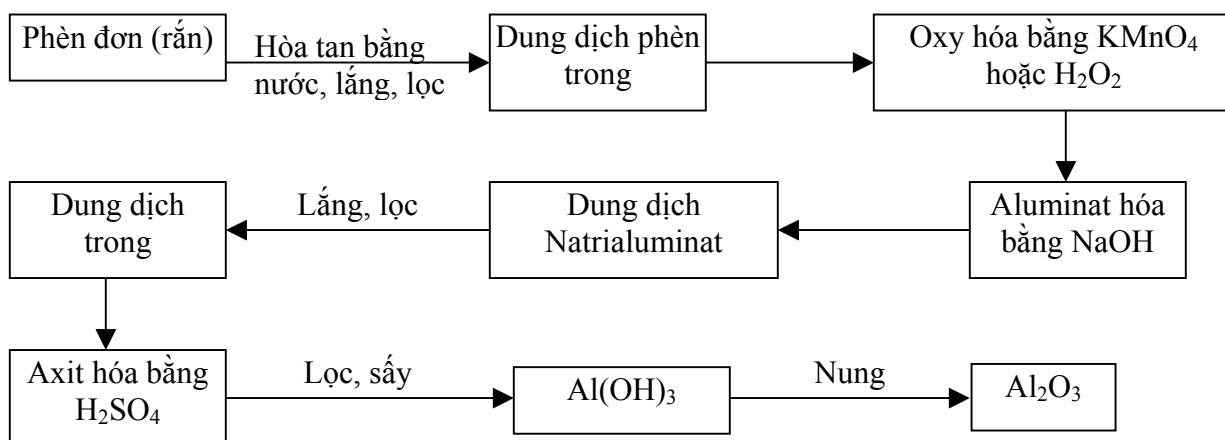 Phèn đơn (rắn)
Hòa tan bằng
nước, lắng, lọc
Dung dịch phèn
trong
Oxy hóa bằng KMnO₄
hoặc H₂O₂
Aluminat hóa
bằng NaOH
Dung dịch
Natrialuminat
Lắng, lọc
Dung dịch
trong
Axit hóa bằng
H₂SO₄
Lọc, sấy
Al(OH)₃
Nung
Al₂O₃